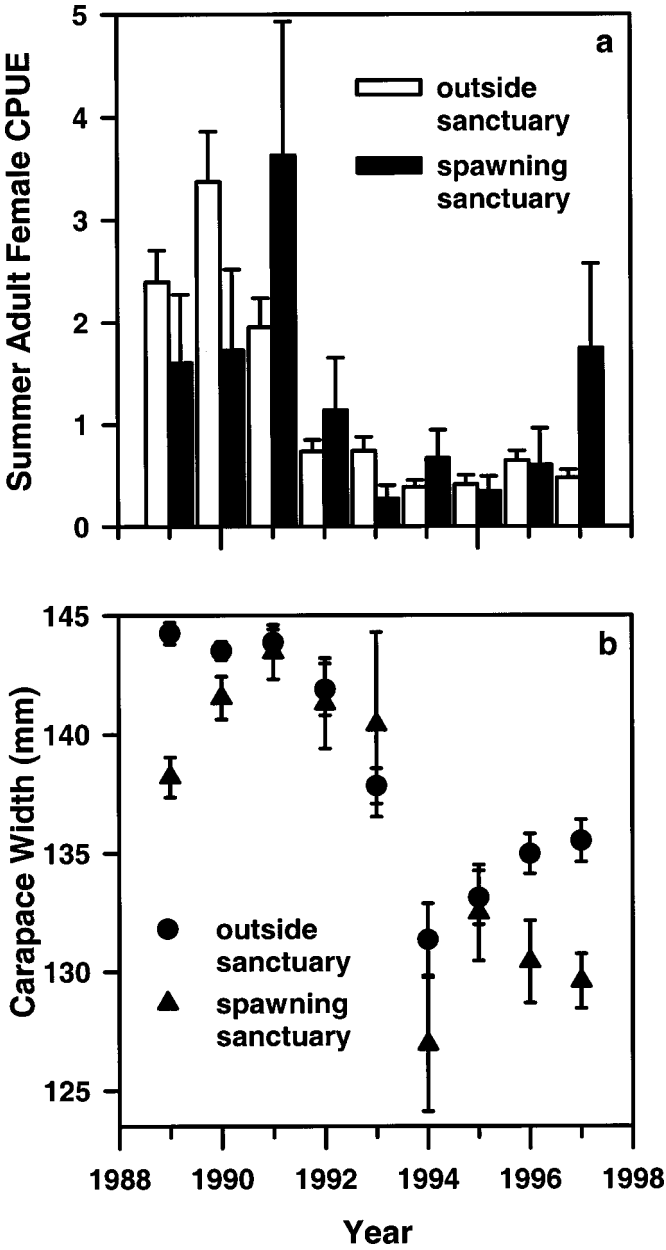 a
5
4
3
2
1
0
Summer Adult Female CPUE
outside
sanctuary
spawning
sanctuary
b
145
140
135
130
125
Carapace Width (mm)
outside
sanctuary
spawning
sanctuary
1988 1990 1992 1994 1996 1998
Year